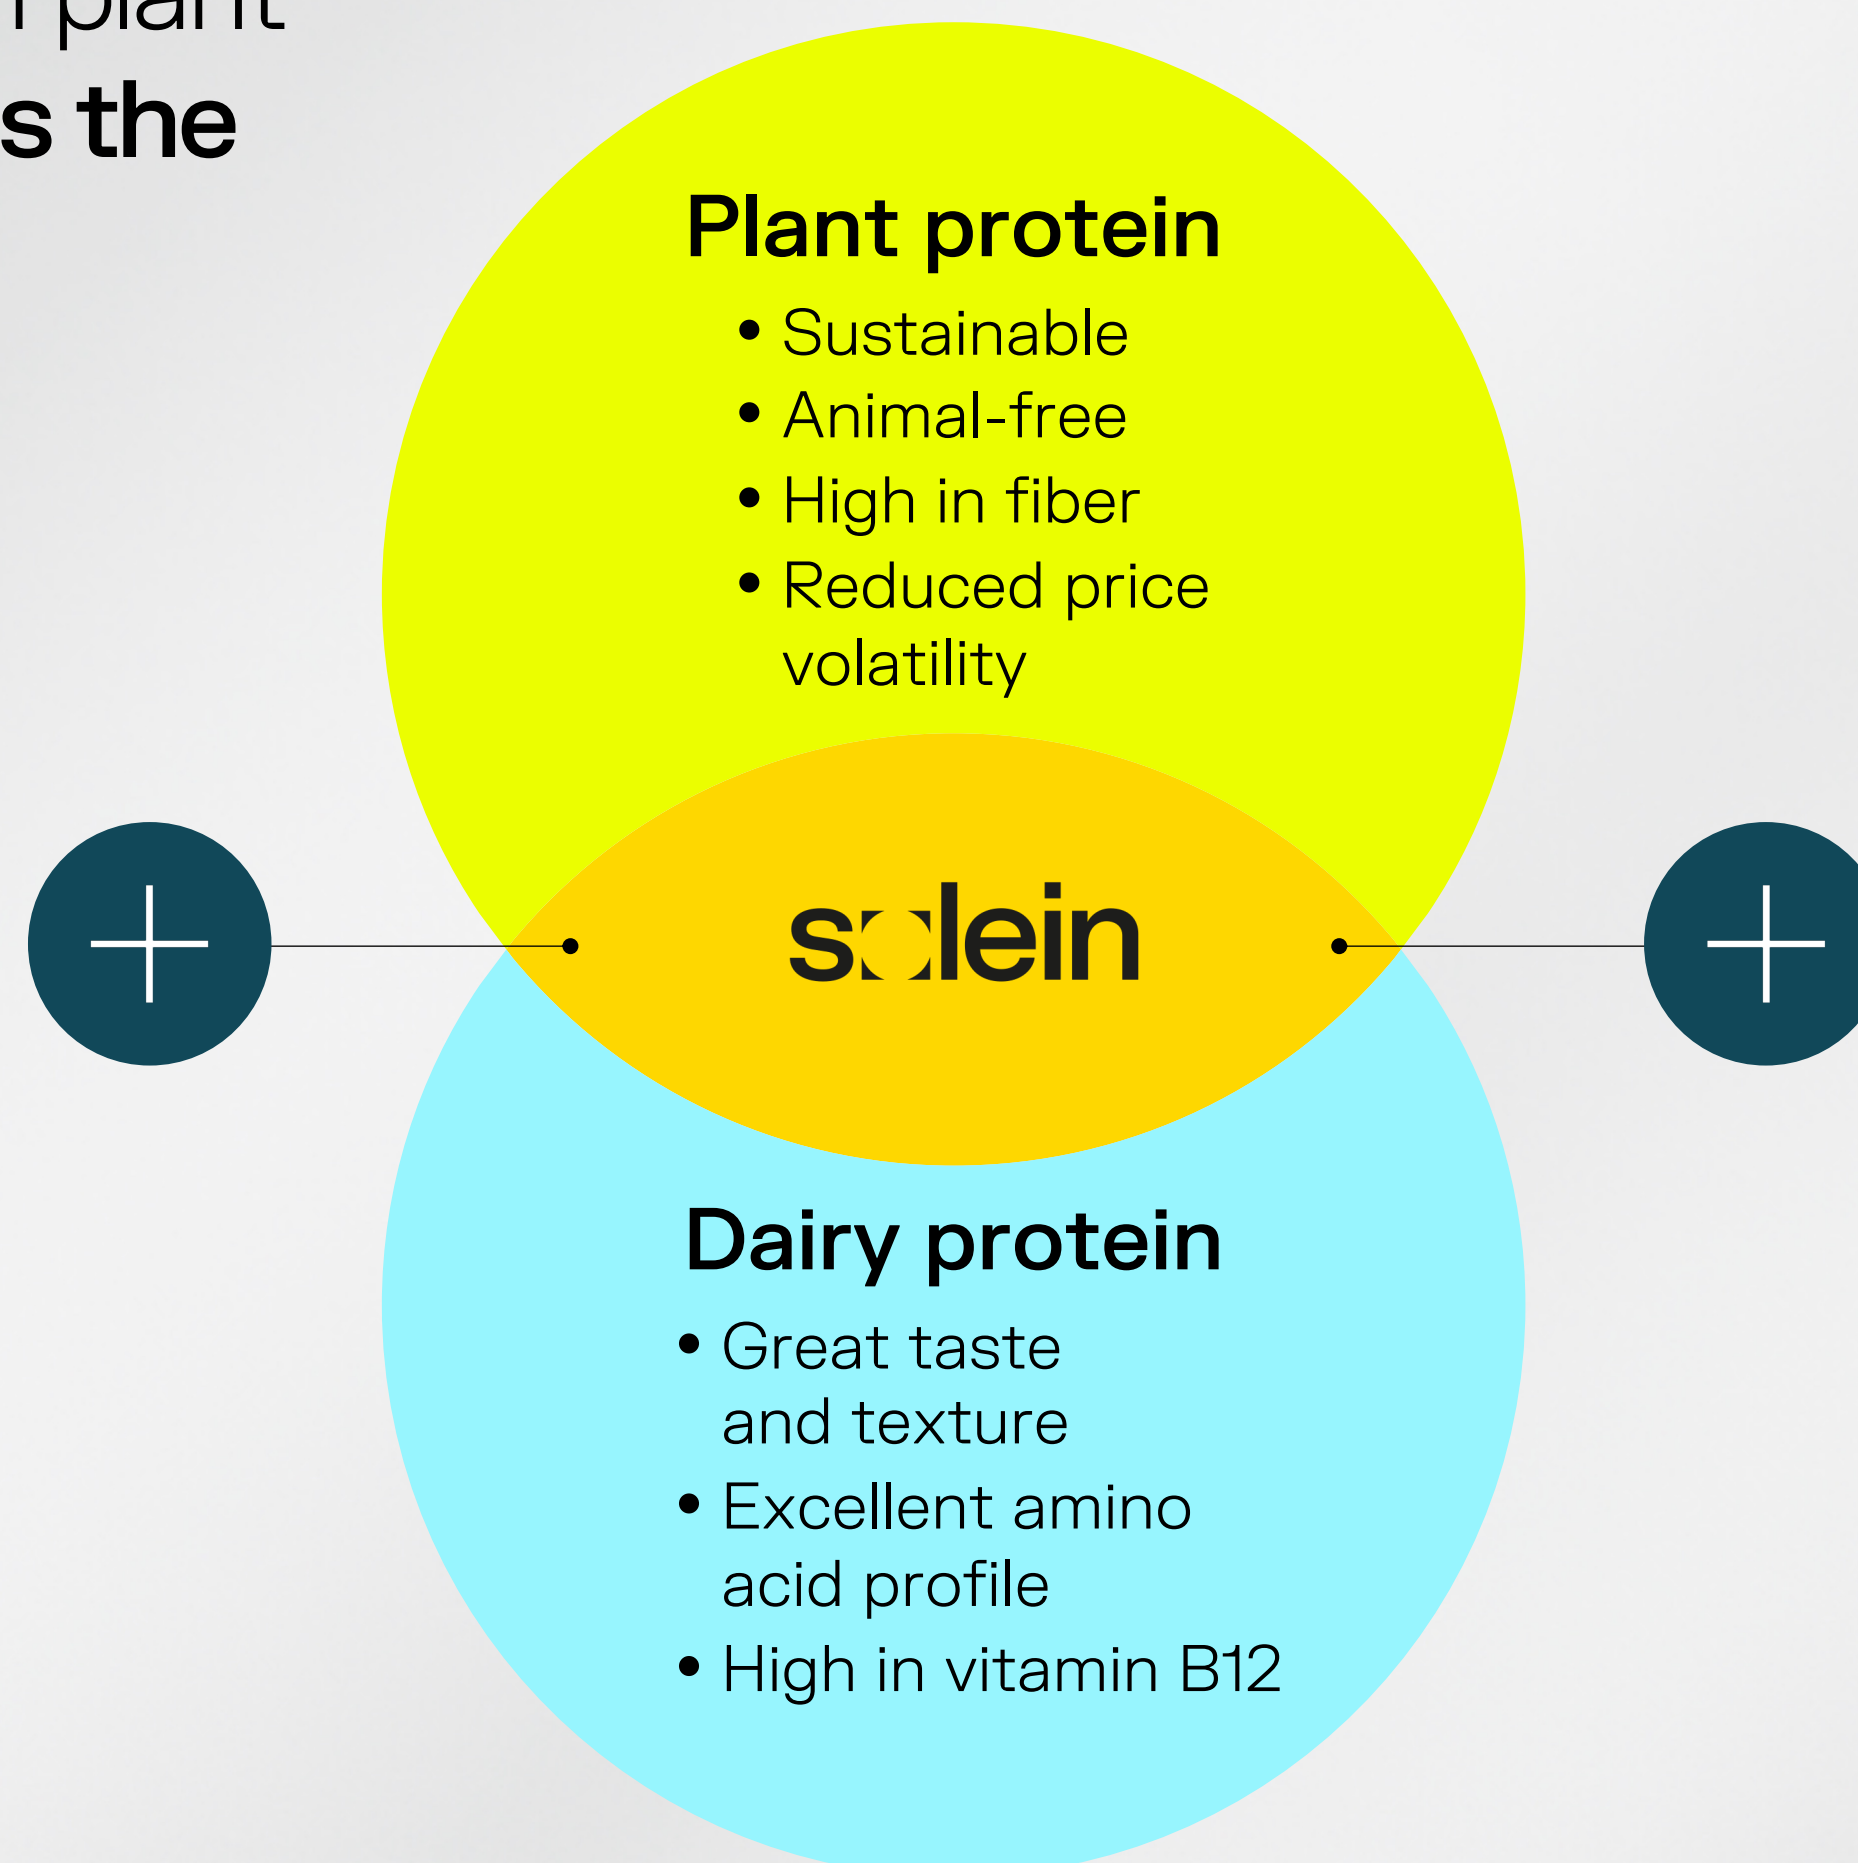 plant
s the
Plant protein
• Sustainable
• Animal-free
• High in fiber
• Reduced price
volatility
solein
Dairy protein
• Great taste
and texture
• Excellent amino
acid profile
• High in vitamin B12